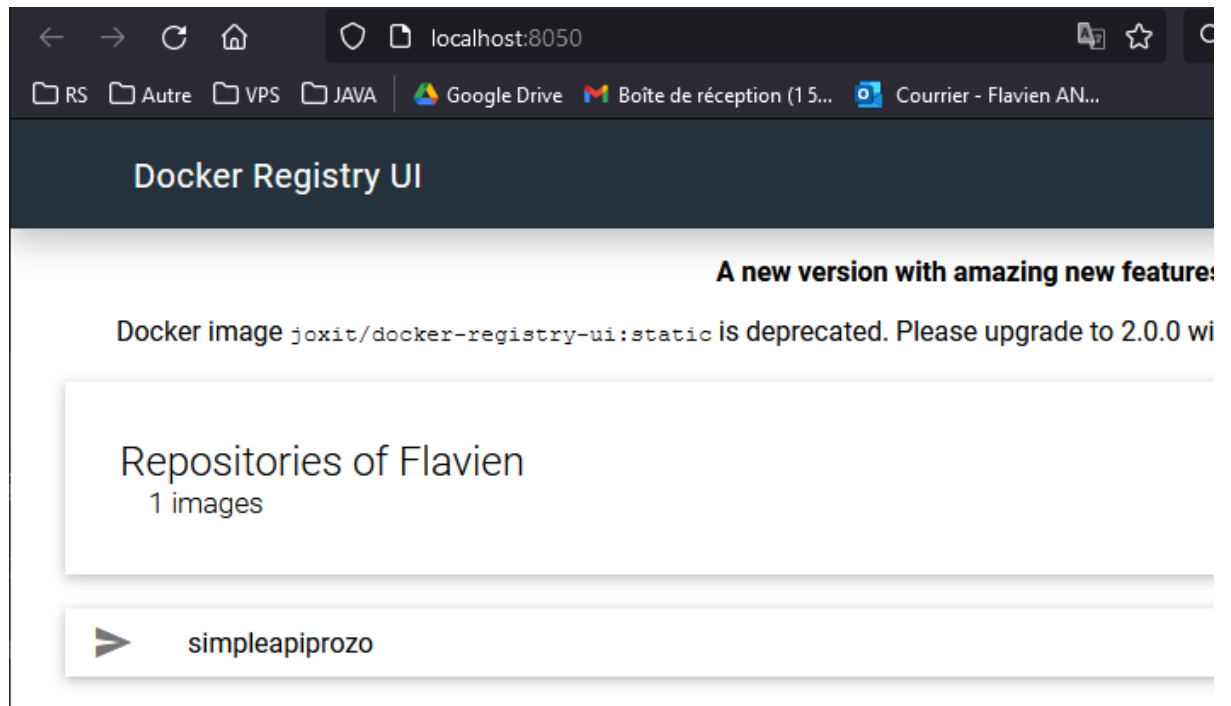 localhost:8050
RS Autre VPS JAVA Google Drive Boîte de réception (1 5... Courrier - Flavien AN...
Docker Registry UI
A new version with amazing new features
Docker image joxit/docker-registry-ui:static is deprecated. Please upgrade to 2.0.0 wi
Repositories of Flavien
1 images
simpleapiprozo